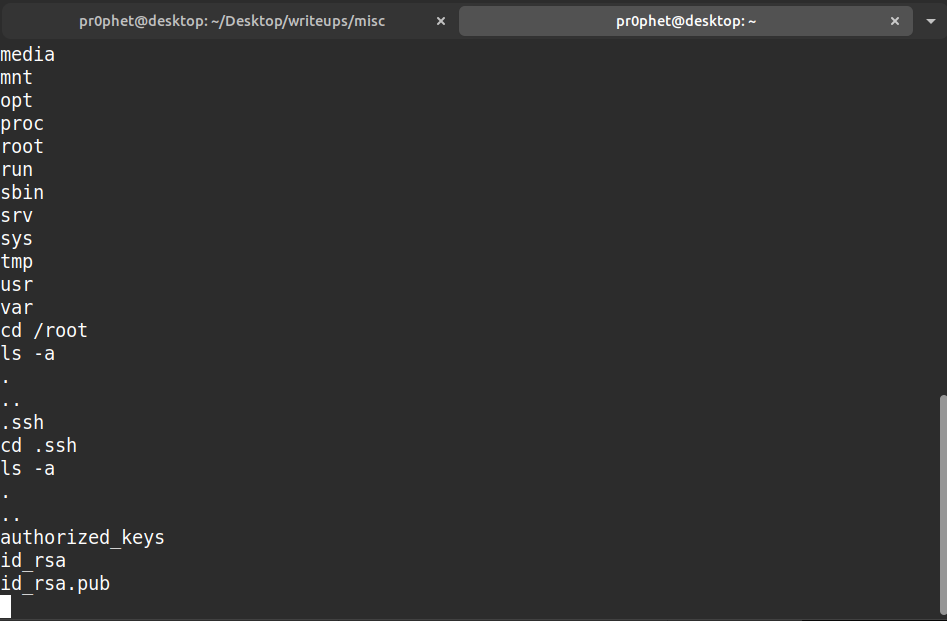 pr0phet@desktop: ~/Desktop/writeups/misc × pr0phet@desktop: ~ ×
media
mnt
opt
proc
root
run
sbin
srv
sys
tmp
usr
var
cd /root
ls -a
.
..
.ssh
cd .ssh
ls -a
.
..
authorized_keys
id_rsa
id_rsa.pub